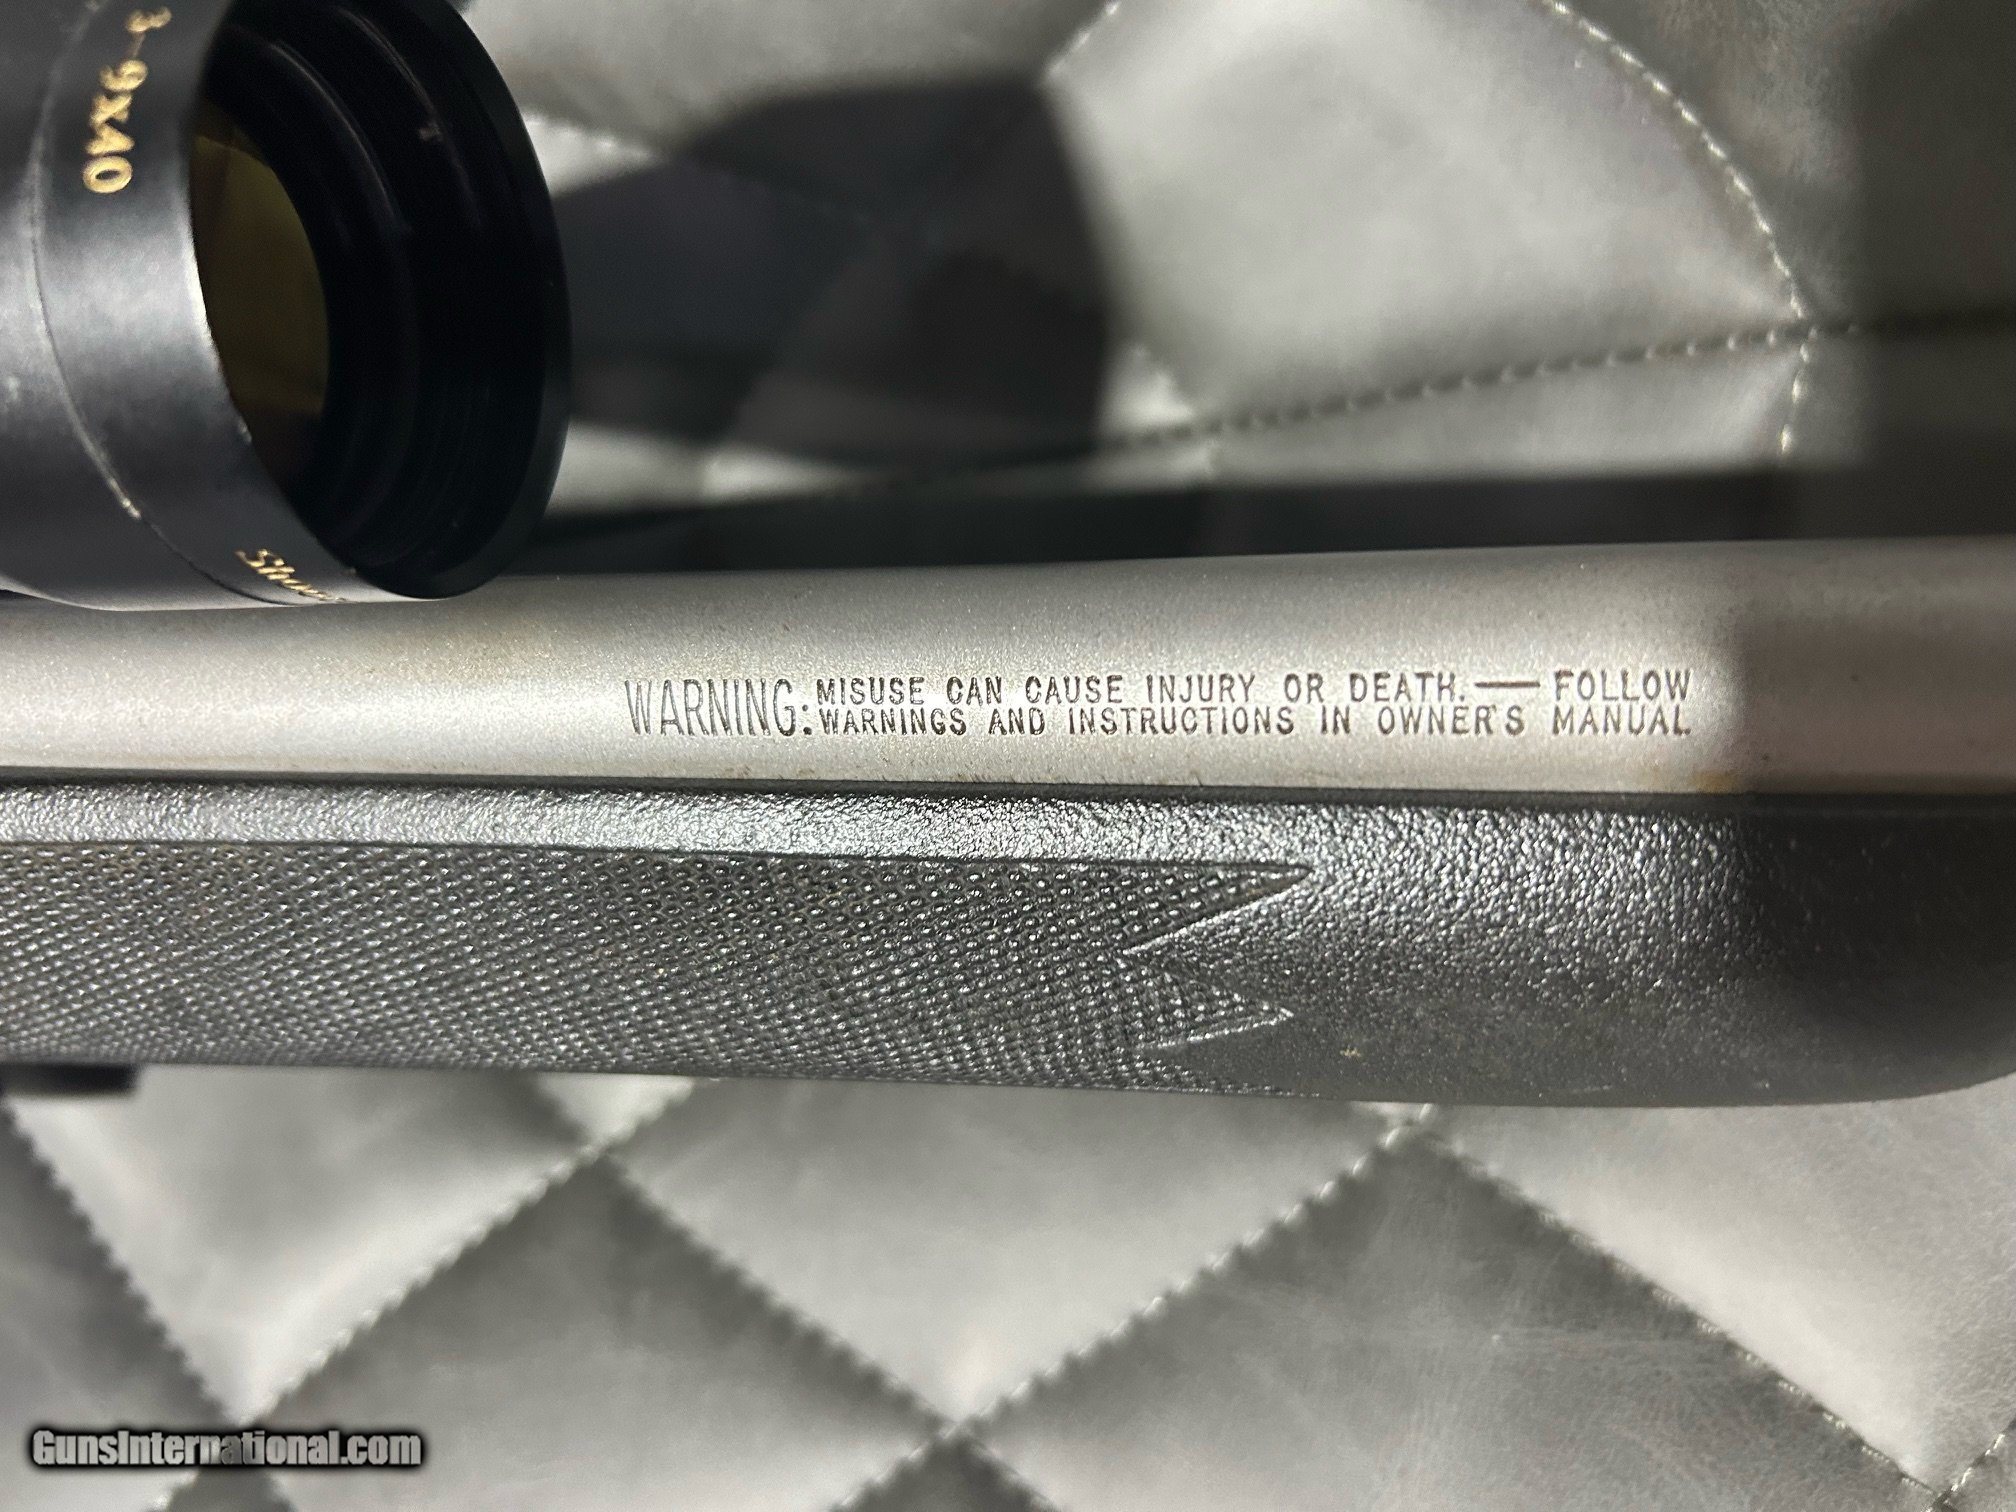 3-9x40
WARNING: MISUSE CAN CAUSE INJURY OR DEATH.—FOLLOW
WARNINGS AND INSTRUCTIONS IN OWNER'S MANUAL.
GunsInternational.com